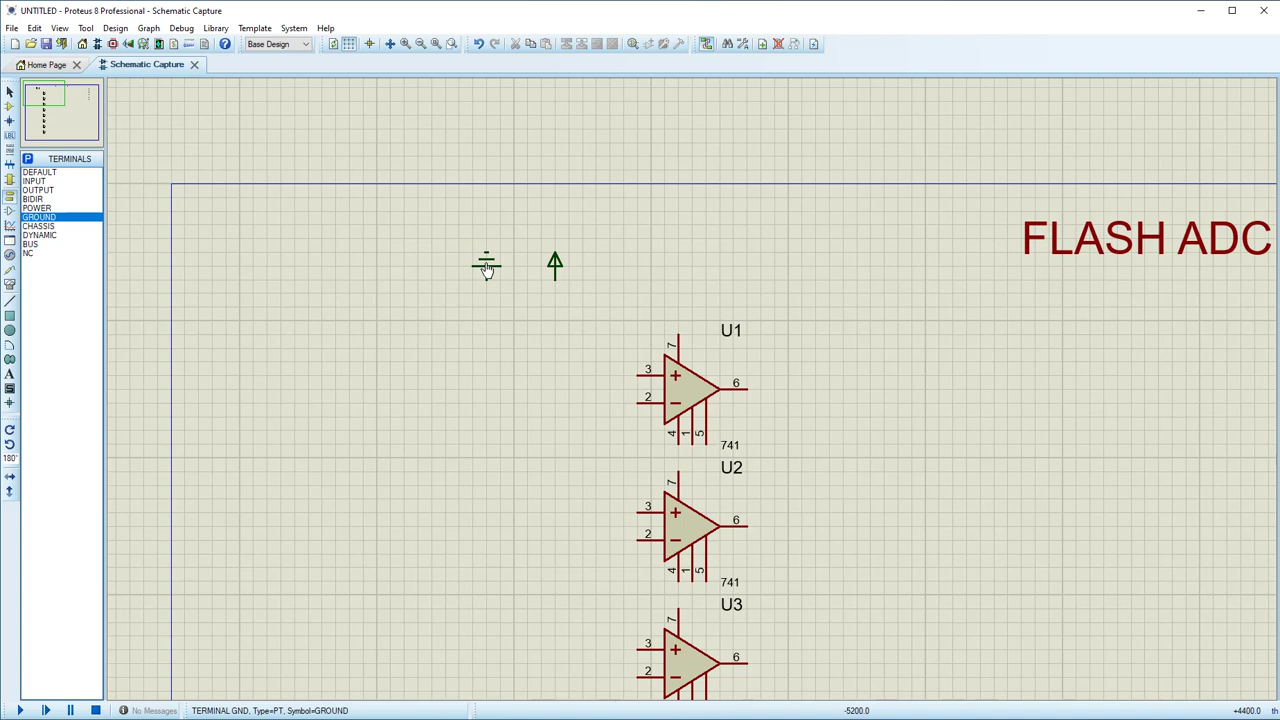 UNTITLED - Proteus 8 Professional - Schematic Capture
File Edit View Tool Design Graph Debug Library Template System Help
Base Design
Home Page
Schematic Capture
P TERMINALS
DEFAULT
INPUT
OUTPUT
BIDIR
POWER
GROUND
CHASSIS
DYNAMIC
BUS
NC
LBL
A
180°
FLASH ADC
U1
7
3
2
6
4
1
5
741
U2
7
3
2
6
4
1
5
741
U3
7
3
2
6
No Messages
TERMINAL GND, Type=PT, Symbol=GROUND
-5200.0
+4400.0
th